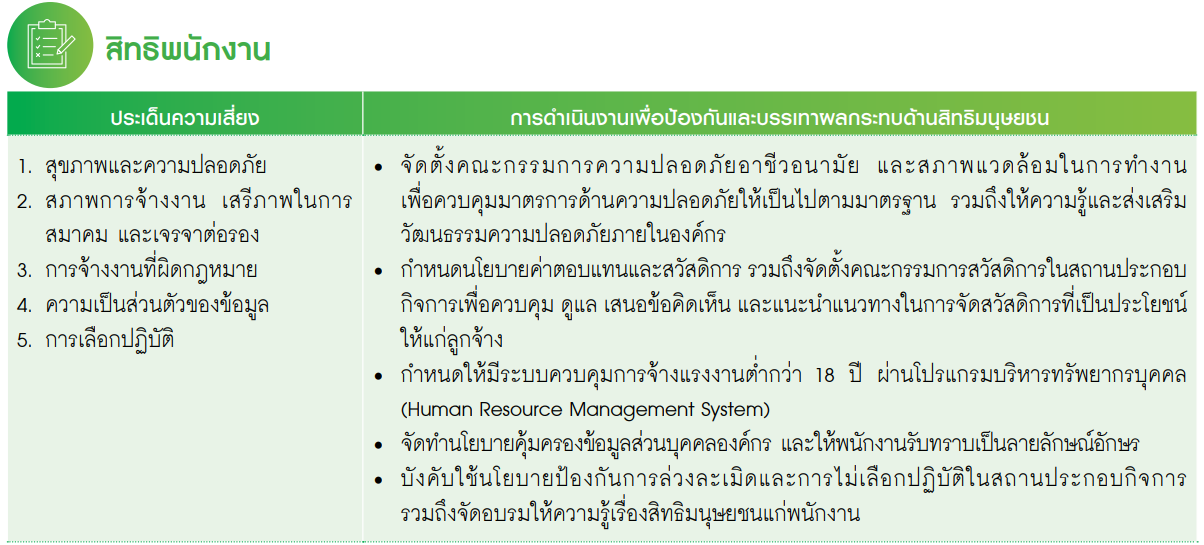 สิทธิพนักงาน
ประเด็นความเสี่ยง
การดำเนินงานเพื่อป้องกันและบรรเทาผลกระทบด้านสิทธิมนุษยชน
1. สุขภาพและความปลอดภัย
2. สภาพการจ้างงาน เสรีภาพในการ
สมาคม และเจรจาต่อรอง
3. การจ้างงานที่ผิดกฎหมาย
4. ความเป็นส่วนตัวของข้อมูล
5. การเลือกปฏิบัติ
• จัดตั้งคณะกรรมการความปลอดภัยอาชีวอนามัย และสภาพแวดล้อมในการทำงาน
เพื่อควบคุมมาตรการด้านความปลอดภัยให้เป็นไปตามมาตรฐาน รวมถึงให้ความรู้และส่งเสริม
วัฒนธรรมความปลอดภัยภายในองค์กร
• กำหนดนโยบายค่าตอบแทนและสวัสดิการ รวมถึงจัดตั้งคณะกรรมการสวัสดิการในสถานประกอบ
กิจการเพื่อควบคุม ดูแล เสนอข้อคิดเห็น และแนะนำแนวทางในการจัดสวัสดิการที่เป็นประโยชน์
ให้แก่ลูกจ้าง
• กำหนดให้มีระบบควบคุมการจ้างแรงงานต่ำกว่า 18 ปี ผ่านโปรแกรมบริหารทรัพยากรบุคคล
(Human Resource Management System)
• จัดทำนโยบายคุ้มครองข้อมูลส่วนบุคคลองค์กร และให้พนักงานรับทราบเป็นลายลักษณ์อักษร
• บังคับใช้นโยบายป้องกันการล่วงละเมิดและการไม่เลือกปฏิบัติในสถานประกอบกิจการ
รวมถึงจัดอบรมให้ความรู้เรื่องสิทธิมนุษยชนแก่พนักงาน